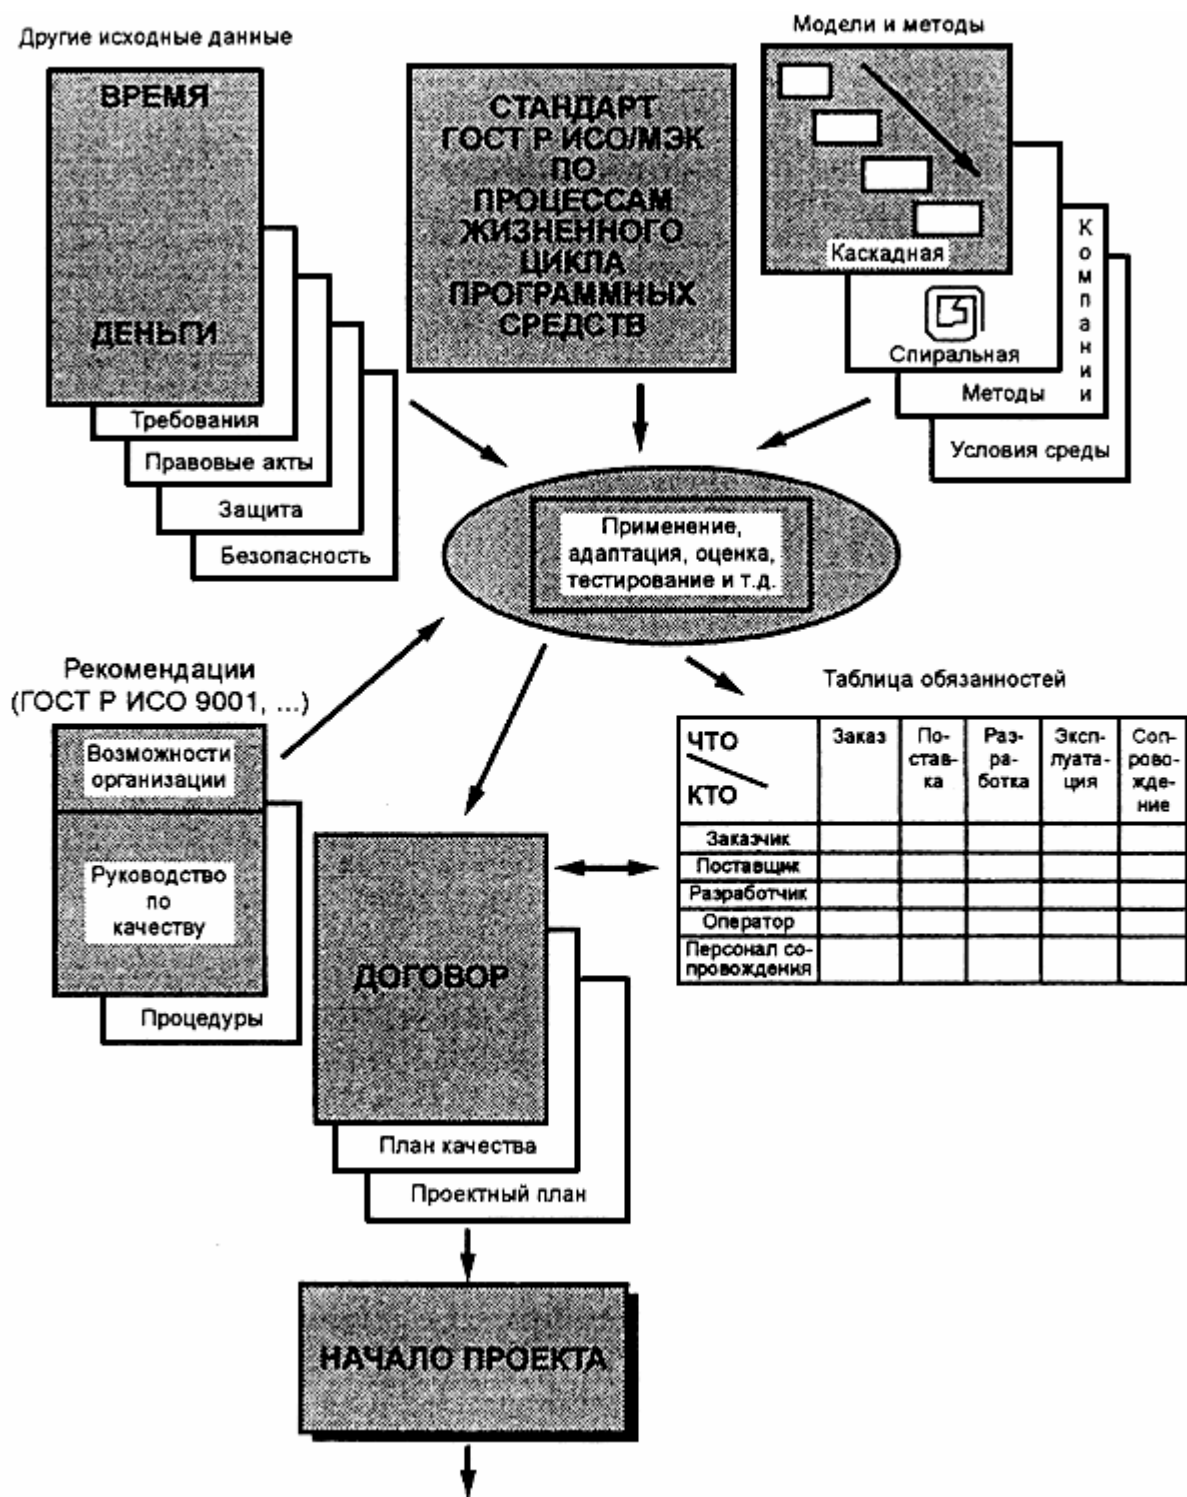 Другие исходные данные
ВРЕМЯ
ДЕНЬГИ
Требования
Правовые акты
Защита
Безопасность
СТАНДАРТ
ГОСТ Р ИСО/МЭК
ПО
ПРОЦЕССАМ
ЖИЗНЕННОГО
ЦИКЛА
ПРОГРАММНЫХ
СРЕДСТВ
Модели и методы
Каскадная
Спиральная
Методы
Компании
Условия среды
Применение,
адаптация, оценка,
тестирование и т.д.
Рекомендации
(ГОСТ Р ИСО 9001, ...)
Возможности
организации
Руководство
по
качеству
Процедуры
Таблица обязанностей
ЧТО
КТО
Заказ
По-
став-
ка
Раз-
ра-
ботка
Эксп-
луата-
ция
Соп-
рово-
жде-
ние
Заказчик
Поставщик
Разработчик
Оператор
Персонал со-
провождения
ДОГОВОР
План качества
Проектный план
НАЧАЛО ПРОЕКТА